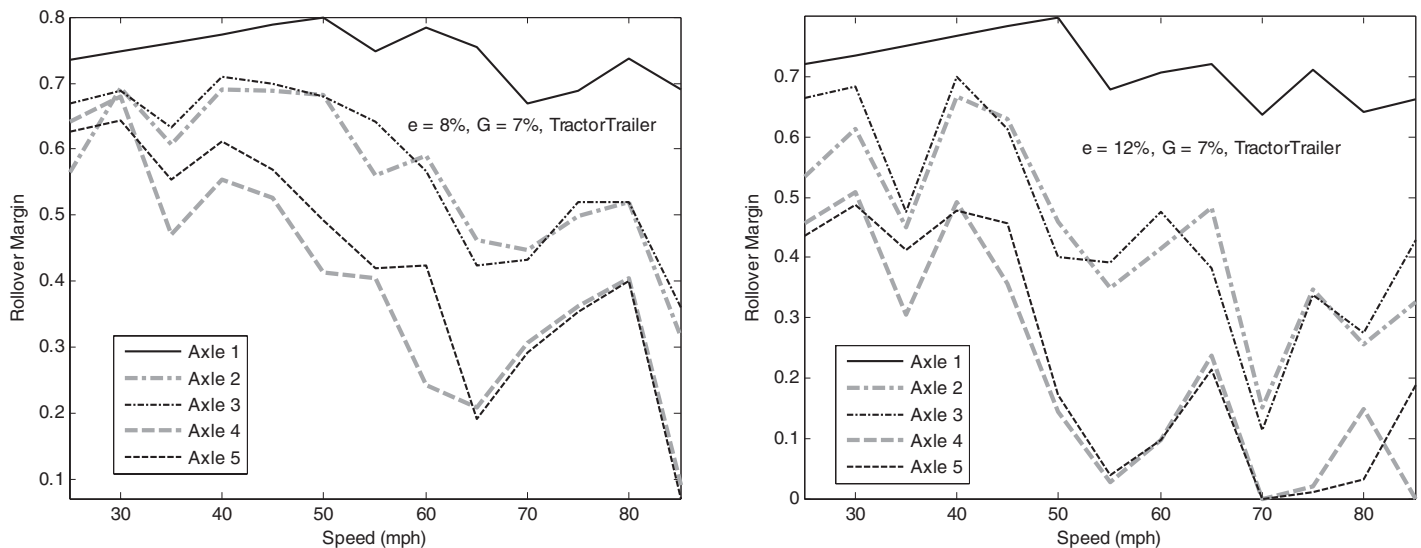 0.8
0.7
0.6
0.5
0.4
0.3
0.2
0.1
Rollover Margin
e = 8%, G = 7%, TractorTrailer
Axle 1
Axle 2
Axle 3
Axle 4
Axle 5
30 40 50 60 70 80
Speed (mph)
0.7
0.6
0.5
0.4
0.3
0.2
0.1
0
Rollover Margin
e = 12%, G = 7%, TractorTrailer
Axle 1
Axle 2
Axle 3
Axle 4
Axle 5
30 40 50 60 70 80
Speed (mph)